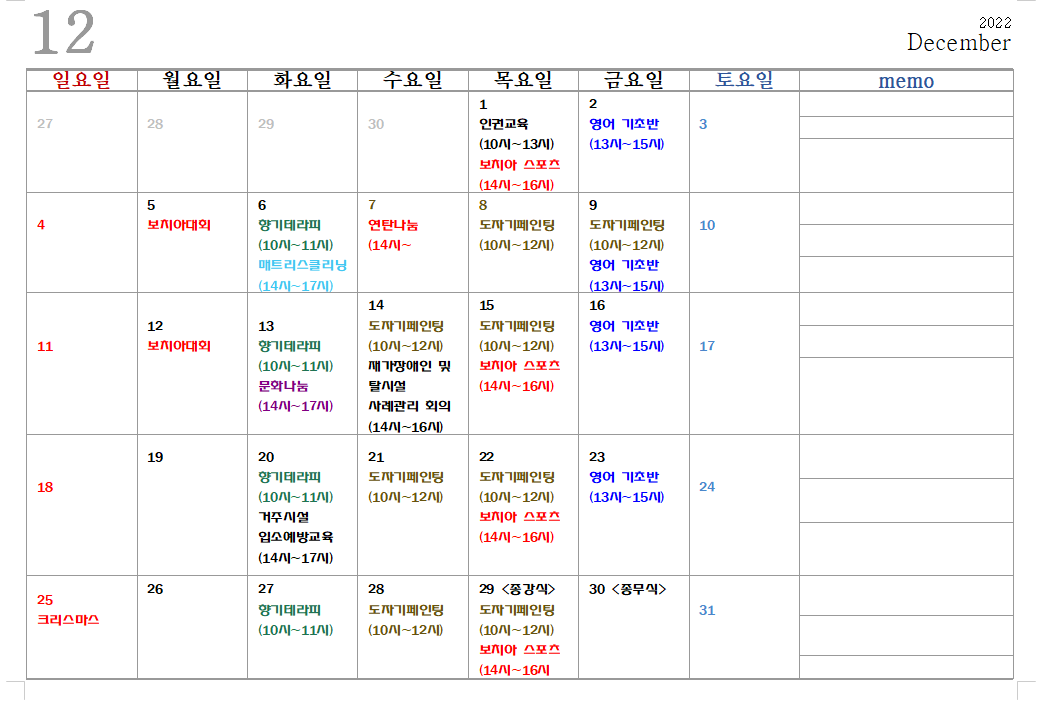 12
2022
December
일요일 월요일 화요일 수요일 목요일 금요일 토요일 memo
27
28
29
30
1
인권교육
(10시~13시)
보치아 스포츠
(14시~16시)
2
영어 기초반
(13시~15시)
3
4
5
보치아대회
6
향기테라피
(10시~11시)
매트리스클리닝
(14시~17시)
7
연탄나눔
(14시~
8
도자기페인팅
(10시~12시)
9
도자기페인팅
(10시~12시)
영어 기초반
(13시~15시)
10
11
12
보치아대회
13
향기테라피
(10시~11시)
문화나눔
(14시~17시)
14
도자기페인팅
(10시~12시)
재가장애인 및
탈시설
사례관리 회의
(14시~16시)
15
도자기페인팅
(10시~12시)
보치아 스포츠
(14시~16시)
16
영어 기초반
(13시~15시)
17
18
19
20
향기테라피
(10시~11시)
거주시설
입소예방교육
(14시~17시)
21
도자기페인팅
(10시~12시)
22
도자기페인팅
(10시~12시)
보치아 스포츠
(14시~16시)
23
영어 기초반
(13시~15시)
24
25
크리스마스
26
27
향기테라피
(10시~11시)
28
도자기페인팅
(10시~12시)
29 <종강식>
도자기페인팅
(10시~12시)
보치아 스포츠
(14시~16시
30 <종무식>
31